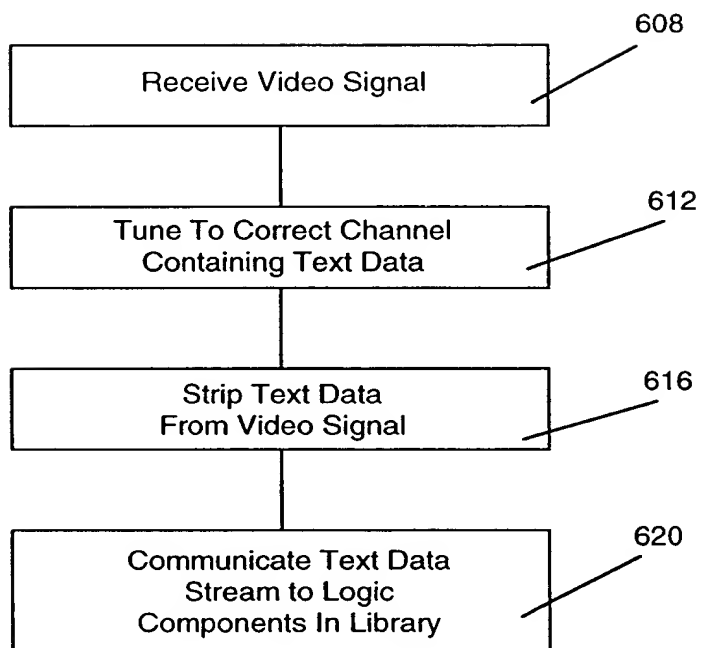 608
Receive Video Signal
612
Tune To Correct Channel
Containing Text Data
616
Strip Text Data
From Video Signal
620
Communicate Text Data
Stream to Logic
Components In Library